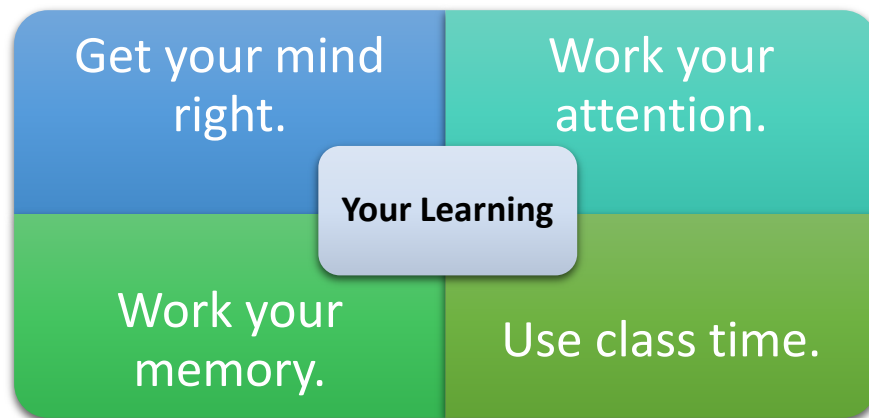 Get your mind
right.
Work your
attention.
Your Learning
Work your
memory.
Use class time.